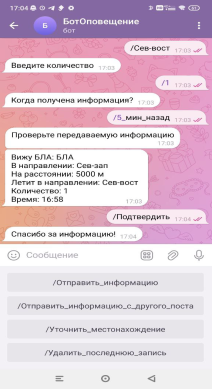 17:04
БотОповещение
бот
/Сев-вост 17:03
Введите количество 17:03
/1 17:03
Когда получена информация? 17:03
/5_мин_назад 17:03
Проверьте передаваемую информацию
17:03
Вижу БЛА: БЛА
В направлении: Сев-зап
На расстоянии: 5000 м
Летит в направлении: Сев-вост
Количество: 1
Время: 16:58 17:03
/Подтвердить 17:04
Спасибо за информацию! 17:04
Сообщение
/Отправить_информацию
/Отправить_информацию_с_другого_поста
/Уточнить_местонахождение
/Удалить_последнюю_запись